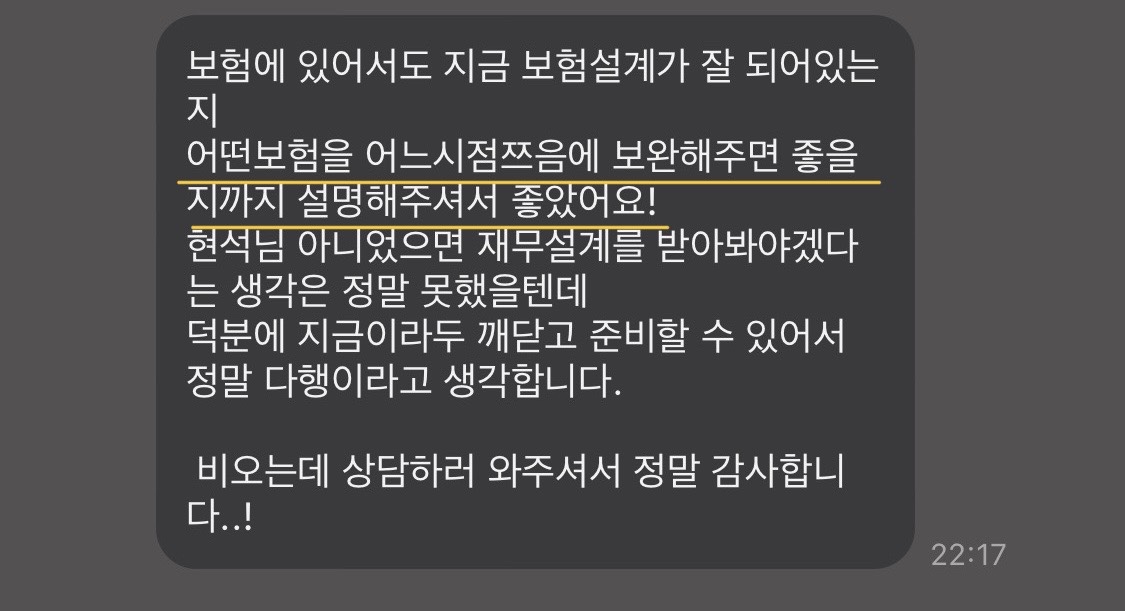 보험에 있어서도 지금 보험설계가 잘 되어있는
지
어떤보험을 어느시점쯔음에 보완해주면 좋을
지까지 설명해주셔서 좋았어요!
현석님 아니었으면 재무설계를 받아봐야겠다
는 생각은 정말 못했을텐데
덕분에 지금이라두 깨닫고 준비할 수 있어서
정말 다행이라고 생각합니다.
비오는데 상담하러 와주셔서 정말 감사합니
다..!
22:17